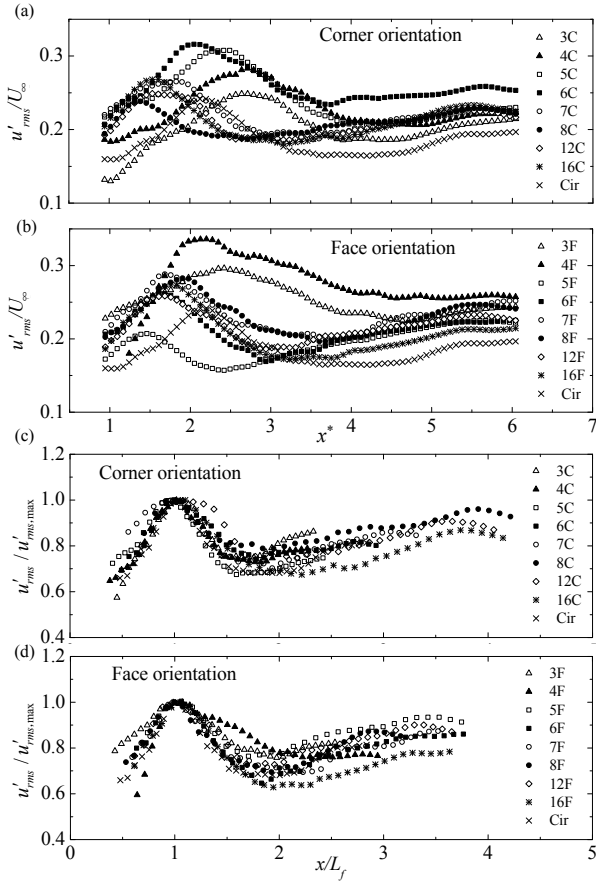 (a)
Corner orientation
0.3
0.2
0.1
u'rms/U∞
3C
4C
5C
6C
7C
8C
12C
16C
Cir
(b)
Face orientation
0.3
0.2
0.1
u'rms/U∞
3F
4F
5F
6F
7F
8F
12F
16F
Cir
1 2 3 4 5 6 7
x*
(c)
Corner orientation
1.2
1.0
0.8
0.6
0.4
u'rms / u'rms,max
3C
4C
5C
6C
7C
8C
12C
16C
Cir
(d)
Face orientation
1.2
1.0
0.8
0.6
0.4
u'rms / u'rms,max
3F
4F
5F
6F
7F
8F
12F
16F
Cir
0 1 2 3 4 5
x/Lf